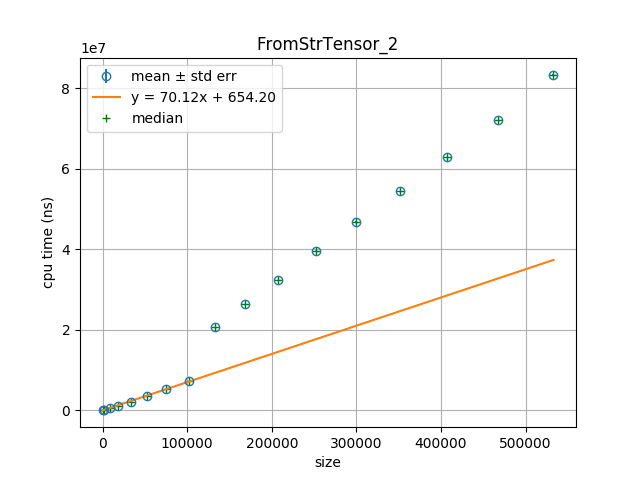 FromStrTensor_2
1e7
mean ± std err
y = 70.12x + 654.20
median
8
6
4
2
0
cpu time (ns)
0 100000 200000 300000 400000 500000
size